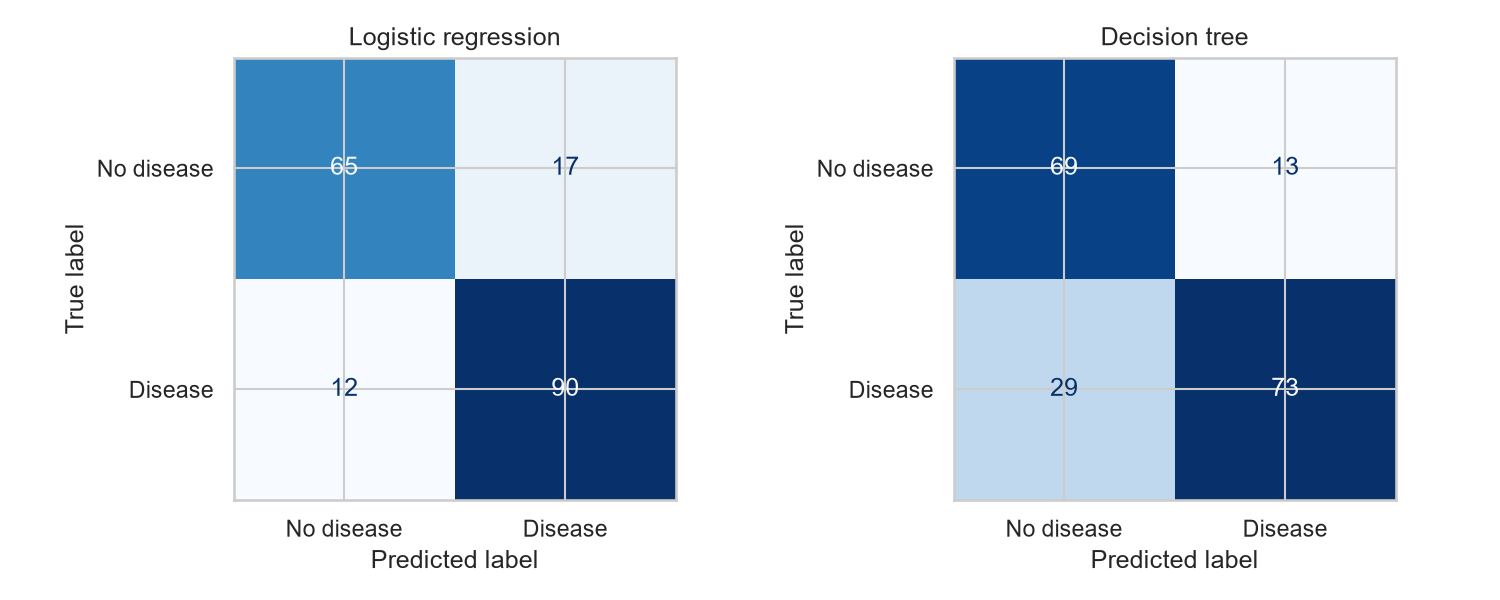 Logistic regression
No disease
65
17
True label
Disease
12
90
No disease
Disease
Predicted label
Decision tree
No disease
69
13
True label
Disease
29
73
No disease
Disease
Predicted label